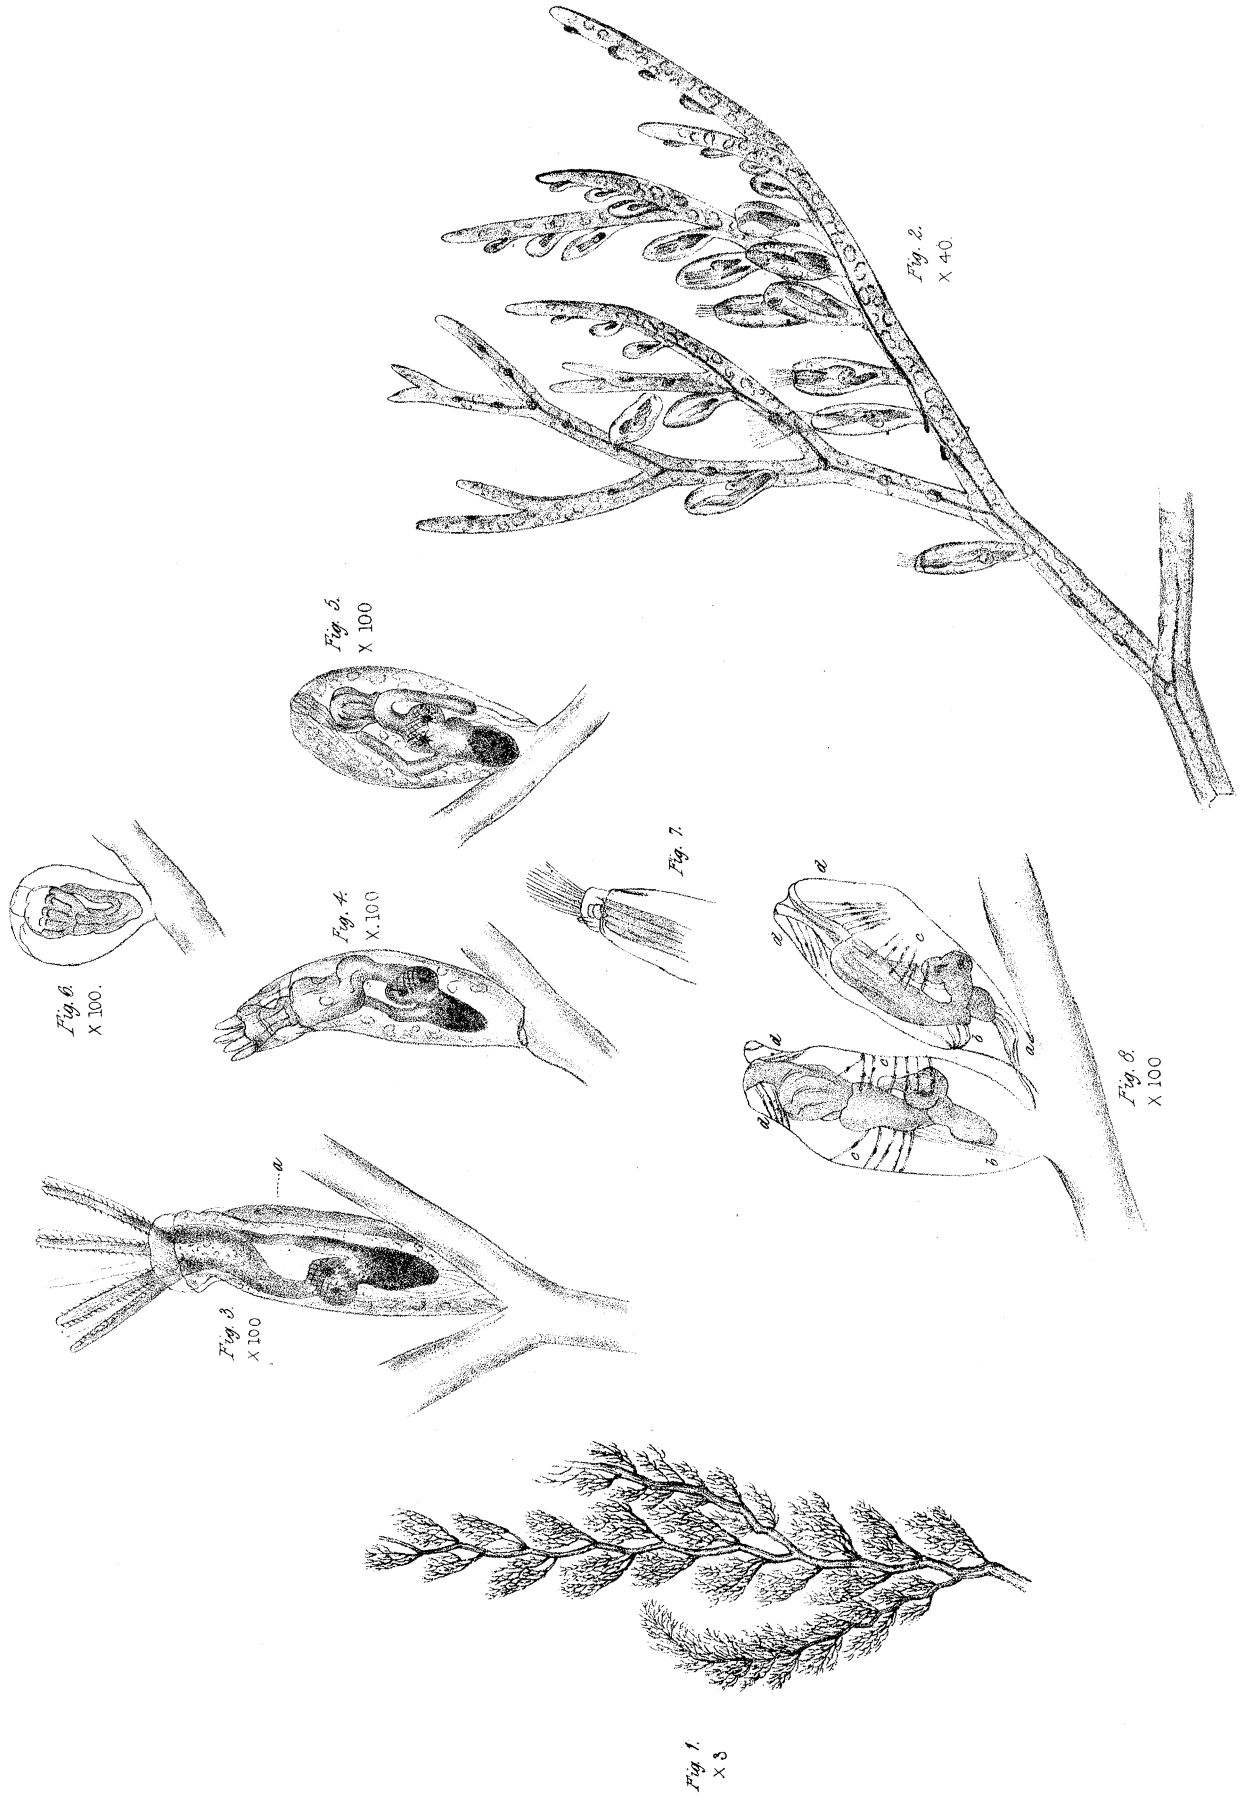 Fig. 2.
X 40.
Fig. 5.
X 100
Fig. 7.
Fig. 6.
X 100.
Fig. 4.
X.100
d
d
c
b
a
d
c
d
c
b
Fig. 8.
X 100
a
Fig. 3.
X 100
Fig. 1.
X 3